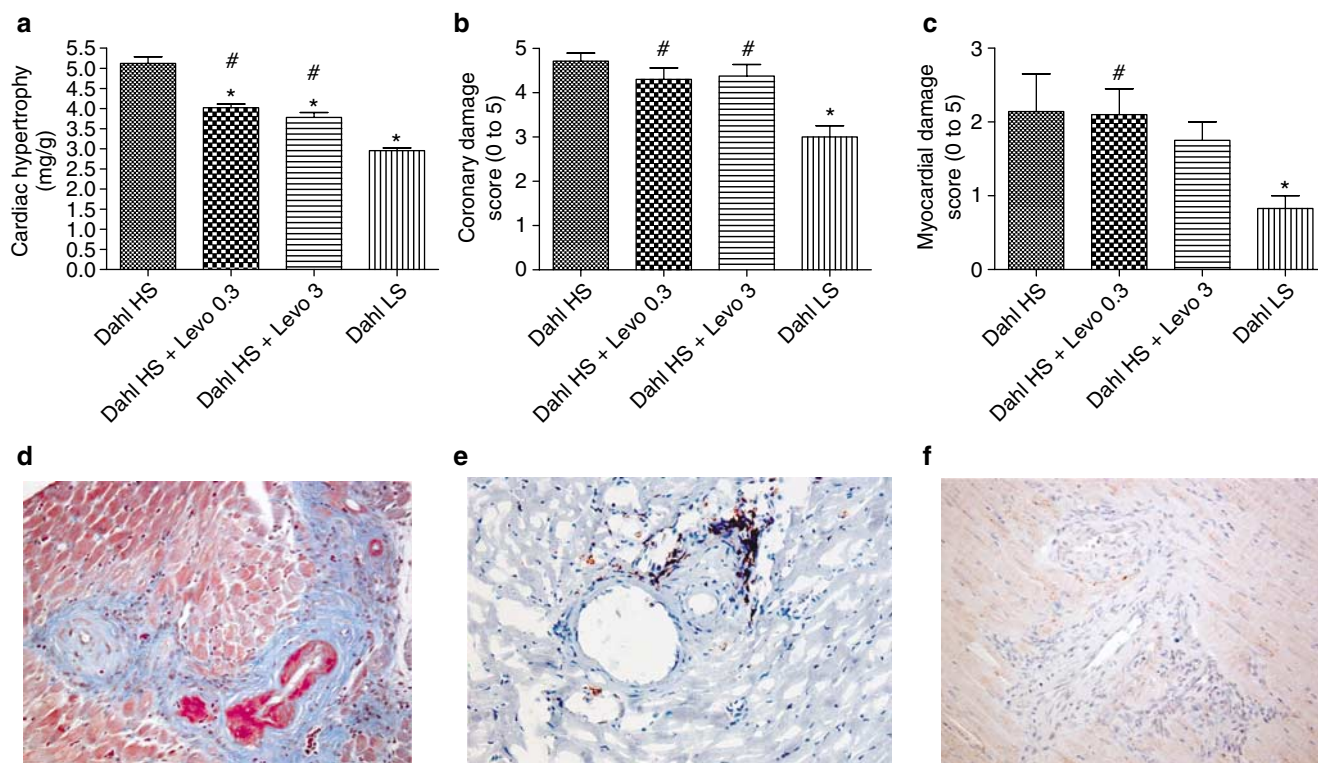 a
Cardiac hypertrophy
(mg/g)
5.5
5.0
4.5
4.0
3.5
3.0
2.5
2.0
1.5
1.0
0.5
0.0
#
*
#
*
*
Dahl HS
Dahl HS + Levo 0.3
Dahl HS + Levo 3
Dahl LS
b
Coronary damage
score (0 to 5)
5
4
3
2
1
0
#
#
*
Dahl HS
Dahl HS + Levo 0.3
Dahl HS + Levo 3
Dahl LS
c
Myocardial damage
score (0 to 5)
3
2
1
0
#
*
Dahl HS
Dahl HS + Levo 0.3
Dahl HS + Levo 3
Dahl LS
d
e
f